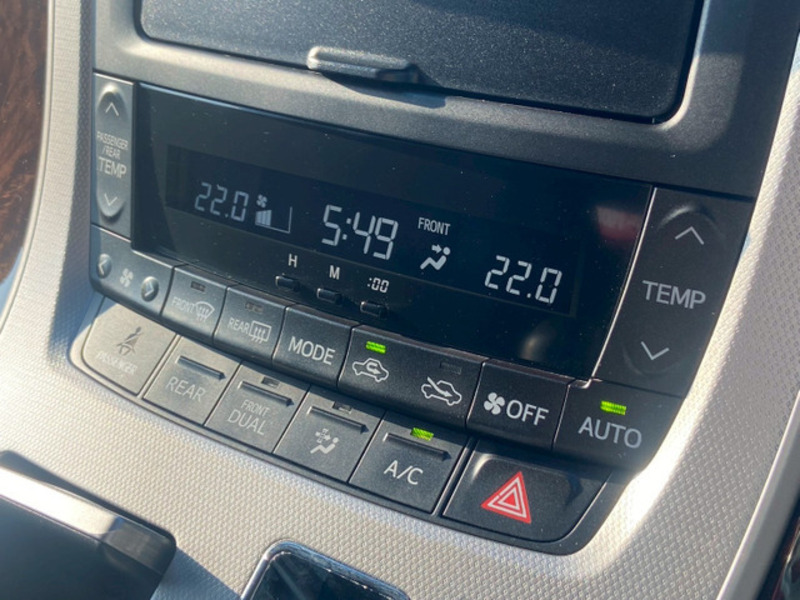 PASSENGER
/REAR
TEMP
22.0
5:49
FRONT
22.0
H
M
:00
TEMP
FRONT
REAR
MODE
OFF
AUTO
PASSENGER
REAR
FRONT
DUAL
A/C